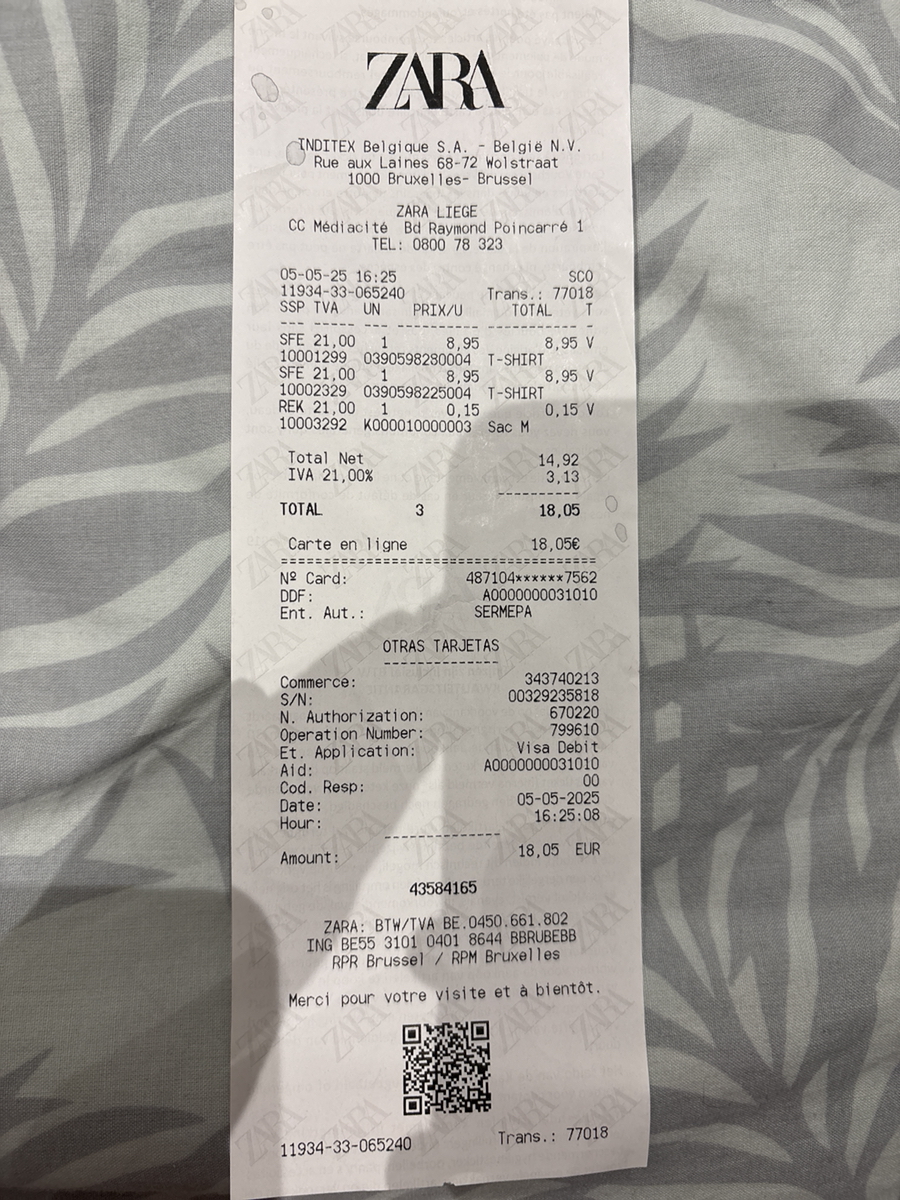 ZARA
INDITEX Belgique S.A. - België N.V.
Rue aux Laines 68-72 Wolstraat
1000 Bruxelles- Brussel
ZARA LIEGE
CC Médiacité Bd Raymond Poincarré 1
TEL: 0800 78 323
05-05-25 16:25 SCO
11934-33-065240 Trans.: 77018
SSP TVA UN PRIX/U TOTAL T
--- ----- --- ---------- ----------- -
SFE 21,00 1 8,95 8,95 V
10001299 0390598280004 T-SHIRT
SFE 21,00 1 8,95 8,95 V
10002329 0390598225004 T-SHIRT
REK 21,00 1 0,15 0,15 V
10003292 K000010000003 Sac M
Total Net 14,92
IVA 21,00% 3,13
----------
TOTAL 3 18,05
Carte en ligne 18,05€
======================================
Nº Card: 487104******7562
DDF: A0000000031010
Ent. Aut.: SERMEPA
OTRAS TARJETAS
--------------
Commerce: 343740213
S/N: 00329235818
N. Authorization: 670220
Operation Number: 799610
Et. Application: Visa Debit
Aid: A0000000031010
Cod. Resp: 00
Date: 05-05-2025
Hour: 16:25:08
--------------
Amount: 18,05 EUR
43584165
ZARA: BTW/TVA BE.0450.661.802
ING BE55 3101 0401 8644 BBRUBEBB
RPR Brussel / RPM Bruxelles
Merci pour votre visite et à bientôt.
11934-33-065240 Trans.: 77018